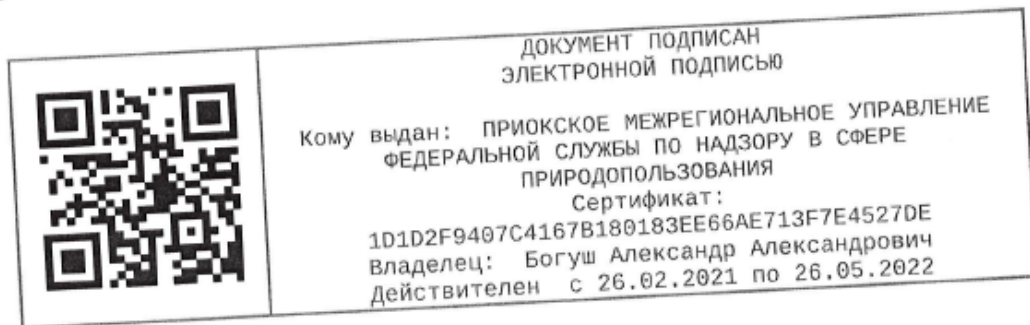 ДОКУМЕНТ ПОДПИСАН
ЭЛЕКТРОННОЙ ПОДПИСЬЮ
Кому выдан: ПРИОКСКОЕ МЕЖРЕГИОНАЛЬНОЕ УПРАВЛЕНИЕ
ФЕДЕРАЛЬНОЙ СЛУЖБЫ ПО НАДЗОРУ В СФЕРЕ
ПРИРОДОПОЛЬЗОВАНИЯ
Сертификат:
1D1D2F9407C4167B180183EE66AE713F7E4527DE
Владелец: Богуш Александр Александрович
Действителен с 26.02.2021 по 26.05.2022